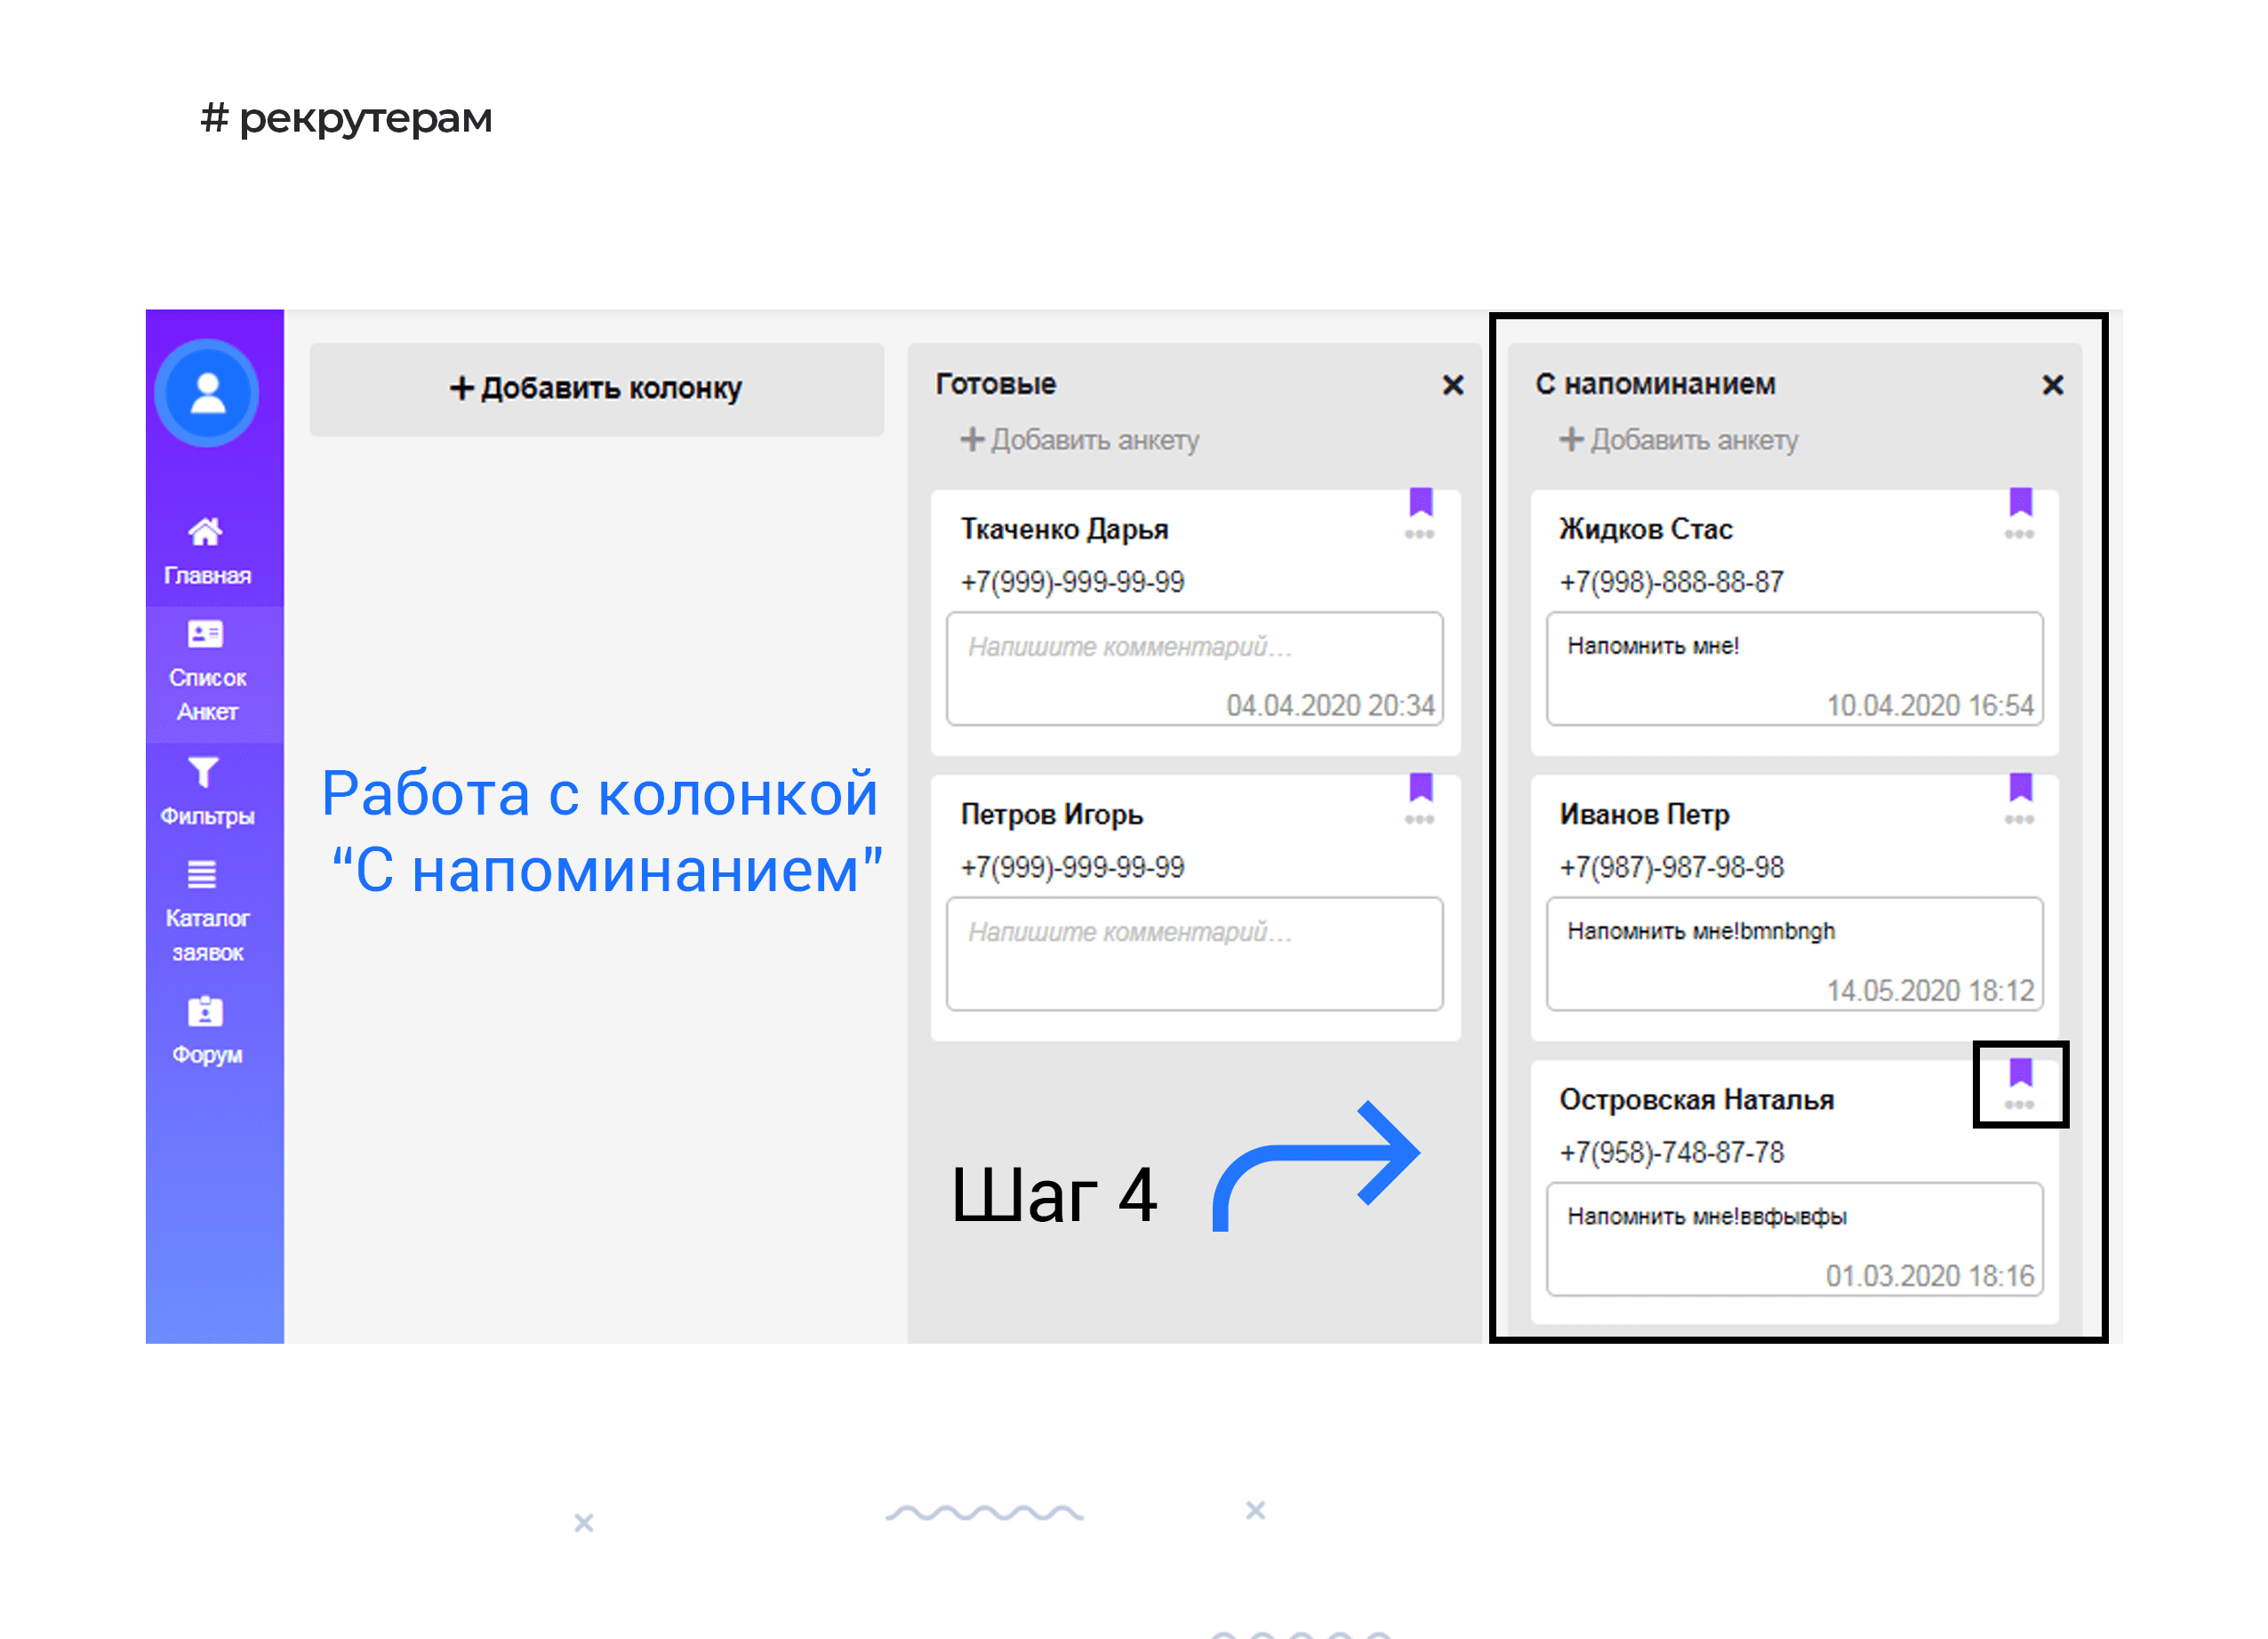 # рекрутерам
Главная
Список
Анкет
Фильтры
Каталог
заявок
Форум
+ Добавить колонку
Работа с колонкой
“С напоминанием”
Готовые
+ Добавить анкету
Ткаченко Дарья
+7(999)-999-99-99
Напишите комментарий...
04.04.2020 20:34
Петров Игорь
+7(999)-999-99-99
Напишите комментарий...
Шаг 4
С напоминанием
+ Добавить анкету
Жидков Стас
+7(998)-888-88-87
Напомнить мне!
10.04.2020 16:54
Иванов Петр
+7(987)-987-98-98
Напомнить мне!bmnbngh
14.05.2020 18:12
Островская Наталья
+7(958)-748-87-78
Напомнить мне!ввфывфы
01.03.2020 18:16